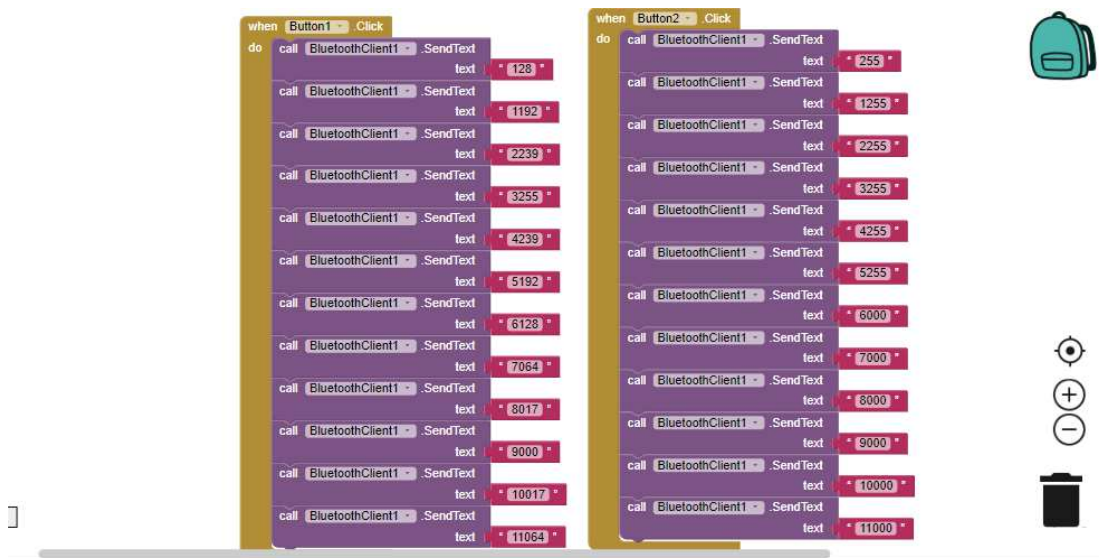 when Button1 .Click
do call BluetoothClient1 .SendText
text " 128 "
call BluetoothClient1 .SendText
text " 1192 "
call BluetoothClient1 .SendText
text " 2239 "
call BluetoothClient1 .SendText
text " 3255 "
call BluetoothClient1 .SendText
text " 4239 "
call BluetoothClient1 .SendText
text " 5192 "
call BluetoothClient1 .SendText
text " 6128 "
call BluetoothClient1 .SendText
text " 7064 "
call BluetoothClient1 .SendText
text " 8017 "
call BluetoothClient1 .SendText
text " 9000 "
call BluetoothClient1 .SendText
text " 10017 "
call BluetoothClient1 .SendText
text " 11064 "
when Button2 .Click
do call BluetoothClient1 .SendText
text " 255 "
call BluetoothClient1 .SendText
text " 1255 "
call BluetoothClient1 .SendText
text " 2255 "
call BluetoothClient1 .SendText
text " 3255 "
call BluetoothClient1 .SendText
text " 4255 "
call BluetoothClient1 .SendText
text " 5255 "
call BluetoothClient1 .SendText
text " 6000 "
call BluetoothClient1 .SendText
text " 7000 "
call BluetoothClient1 .SendText
text " 8000 "
call BluetoothClient1 .SendText
text " 9000 "
call BluetoothClient1 .SendText
text " 10000 "
call BluetoothClient1 .SendText
text " 11000 "